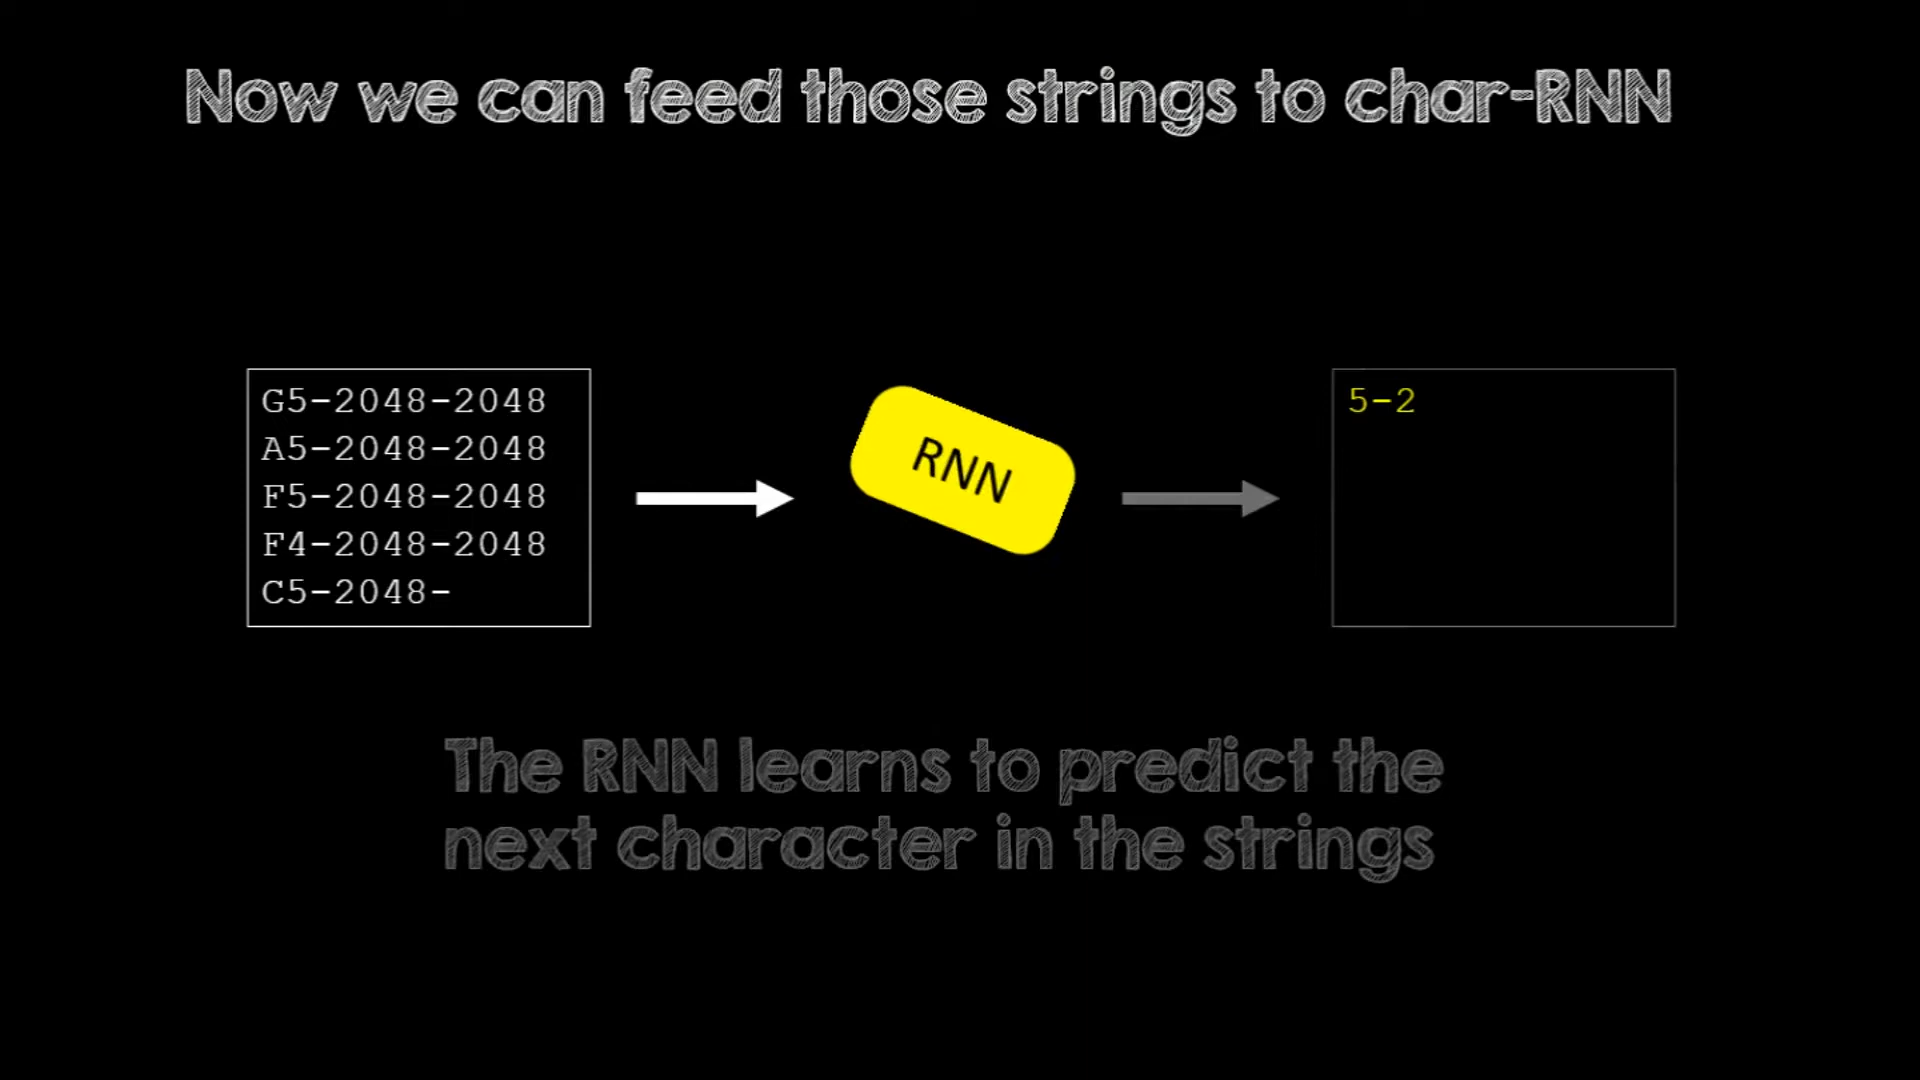 Now we can feed those strings to char-RNN
G5-2048-2048
A5-2048-2048
F5-2048-2048
F4-2048-2048
C5-2048-
RNN
5-2
The RNN learns to predict the
next character in the strings